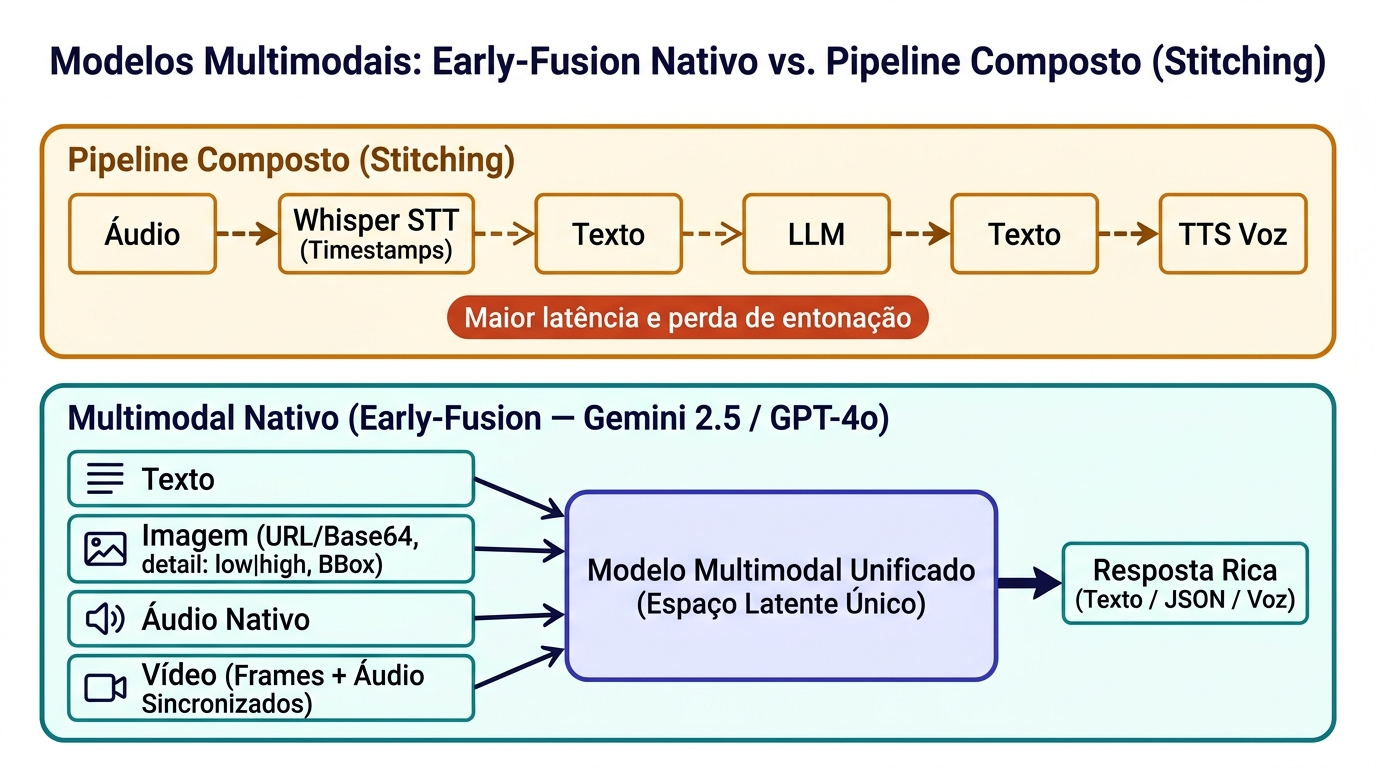 Modelos Multimodais: Early-Fusion Nativo vs. Pipeline Composto (Stitching)
Pipeline Composto (Stitching)
Áudio
Whisper STT
(Timestamps)
Texto
LLM
Texto
TTS Voz
Maior latência e perda de entonação
Multimodal Nativo (Early-Fusion — Gemini 2.5 / GPT-4o)
Texto
Imagem (URL/Base64,
detail: low|high, BBox)
Áudio Nativo
Vídeo (Frames + Áudio
Sincronizados)
Modelo Multimodal Unificado
(Espaço Latente Único)
Resposta Rica
(Texto / JSON / Voz)